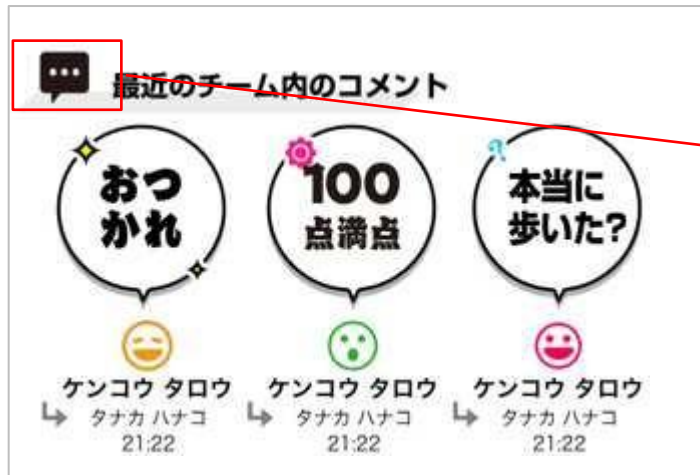 最近のチーム内のコメント
おつ
かれ
100
点満点
本当に
歩いた?
ケンコウ タロウ
タナカ ハナコ
21:22
ケンコウ タロウ
タナカ ハナコ
21:22
ケンコウ タロウ
タナカ ハナコ
21:22